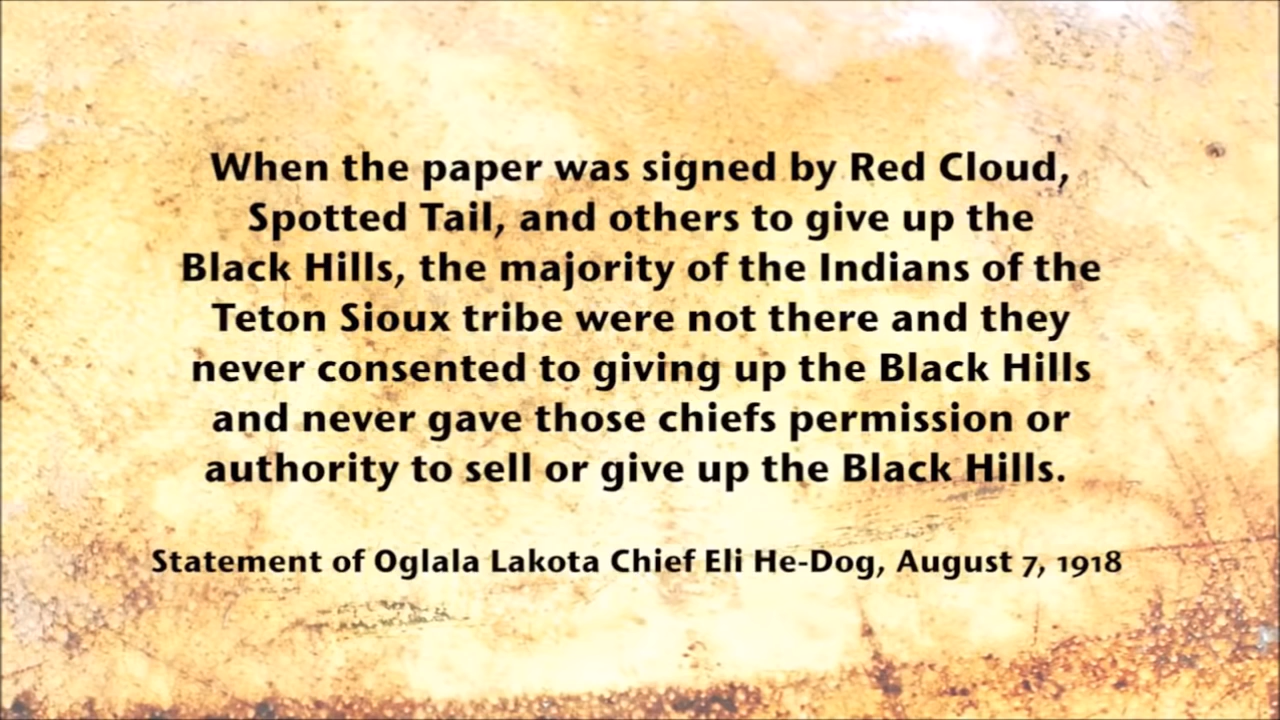 When the paper was signed by Red Cloud,
Spotted Tail, and others to give up the
Black Hills, the majority of the Indians of the
Teton Sioux tribe were not there and they
never consented to giving up the Black Hills
and never gave those chiefs permission or
authority to sell or give up the Black Hills.
Statement of Oglala Lakota Chief Eli He-Dog, August 7, 1918